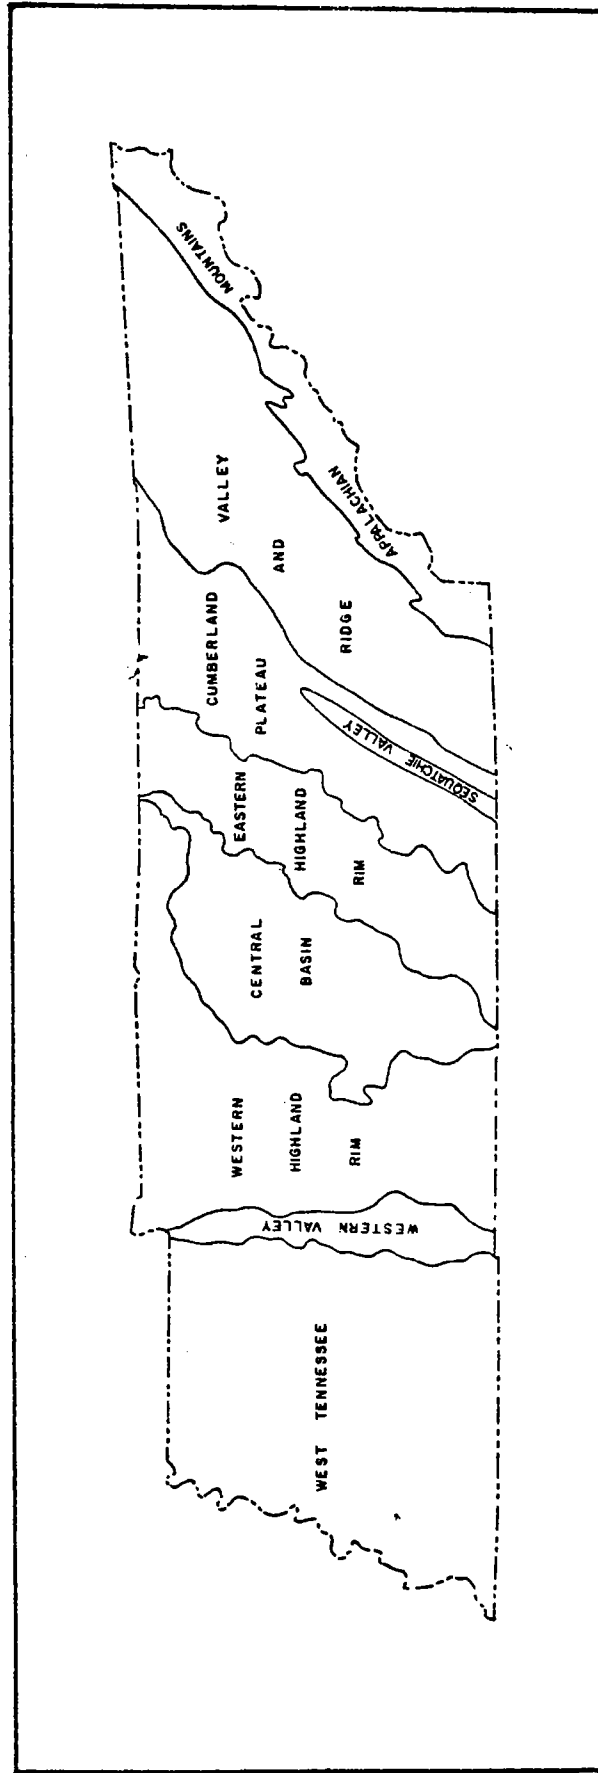 WEST TENNESSEE
WESTERN VALLEY
WESTERN
HIGHLAND
RIM
CENTRAL
BASIN
EASTERN
HIGHLAND
RIM
CUMBERLAND
PLATEAU
SEQUATCHIE VALLEY
VALLEY
AND
RIDGE
APPALACHIAN
MOUNTAINS